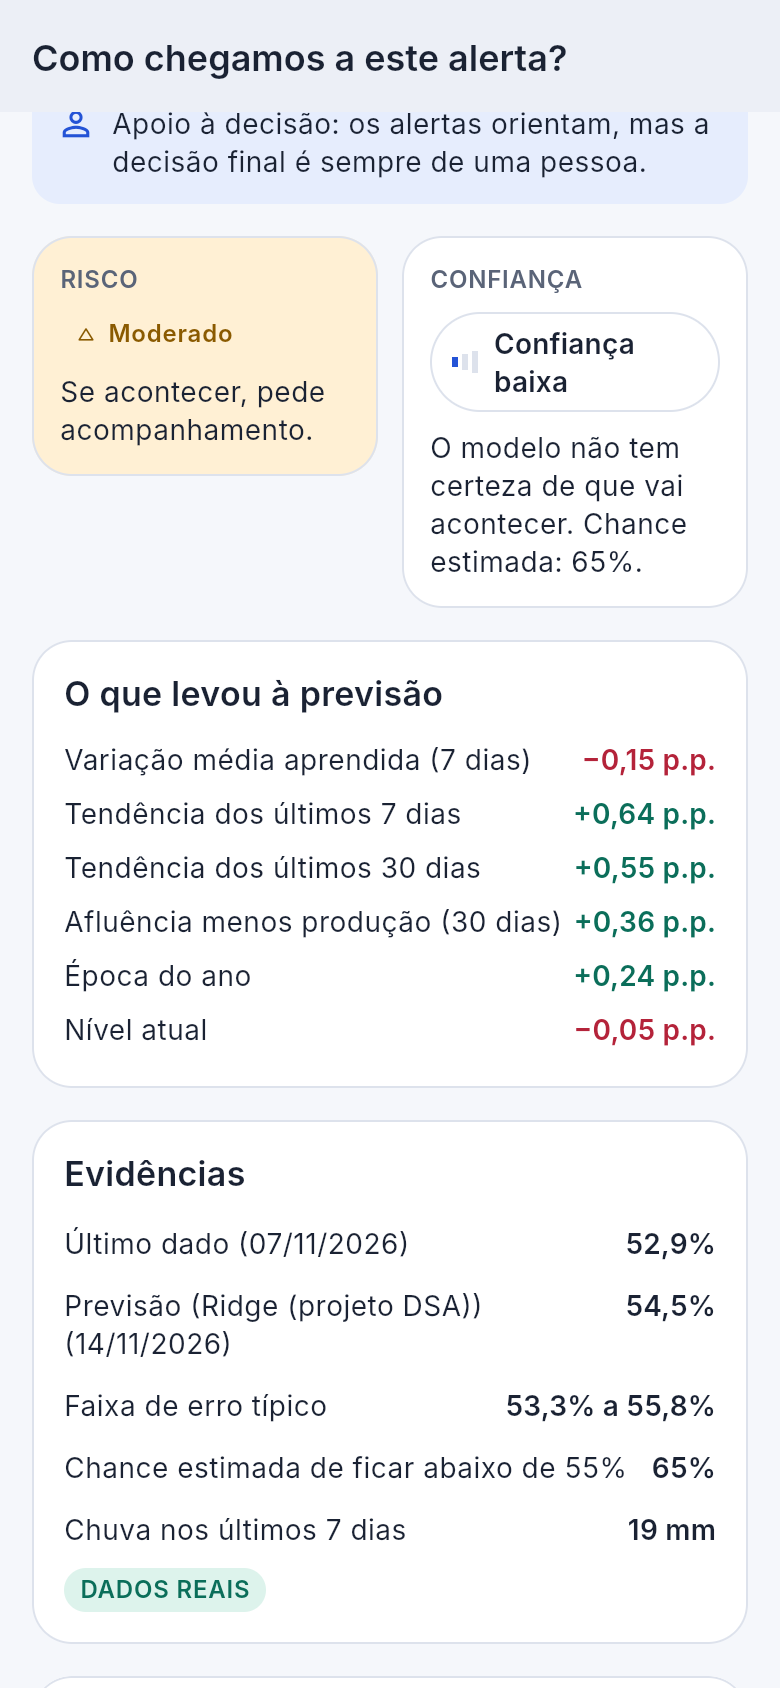 Como chegamos a este alerta?
Apoio à decisão: os alertas orientam, mas a
decisão final é sempre de uma pessoa.
RISCO
Moderado
Se acontecer, pede
acompanhamento.
CONFIANÇA
Confiança
baixa
O modelo não tem
certeza de que vai
acontecer. Chance
estimada: 65%.
O que levou à previsão
Variação média aprendida (7 dias) −0,15 p.p.
Tendência dos últimos 7 dias +0,64 p.p.
Tendência dos últimos 30 dias +0,55 p.p.
Afluência menos produção (30 dias) +0,36 p.p.
Época do ano +0,24 p.p.
Nível atual −0,05 p.p.
Evidências
Último dado (07/11/2026) 52,9%
Previsão (Ridge (projeto DSA)) 54,5%
(14/11/2026)
Faixa de erro típico 53,3% a 55,8%
Chance estimada de ficar abaixo de 55% 65%
Chuva nos últimos 7 dias 19 mm
DADOS REAIS